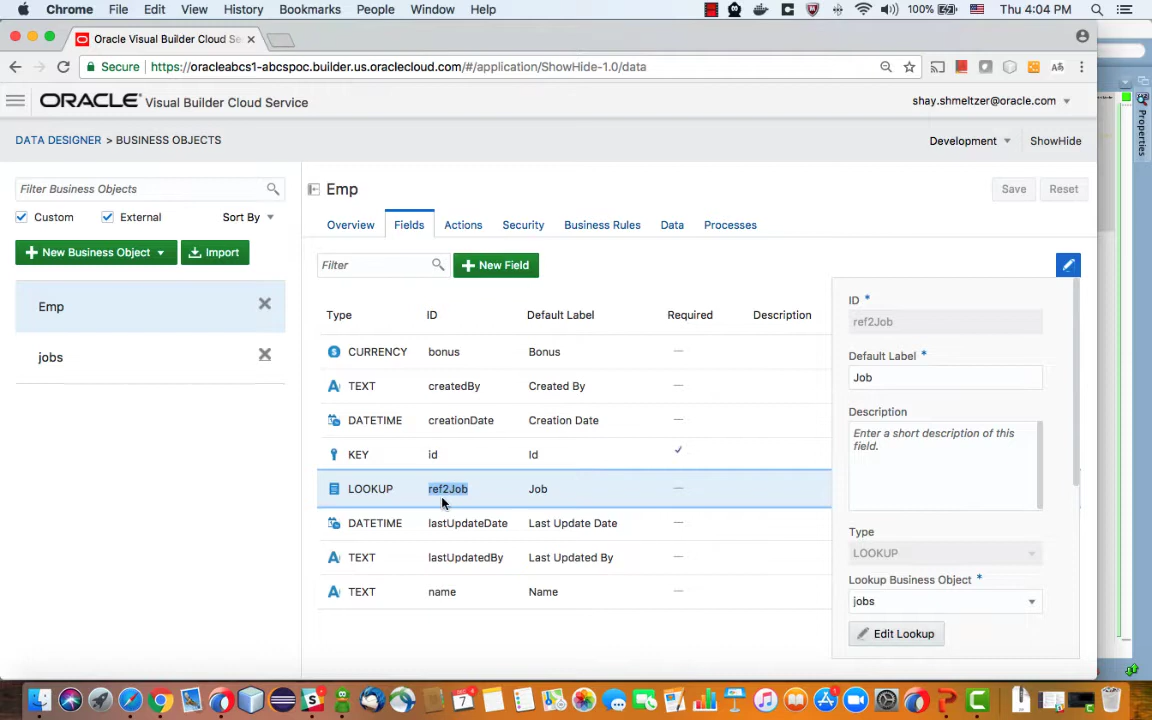 Chrome File Edit View History Bookmarks People Window Help 100% Thu 4:04 PM
Oracle Visual Builder Cloud Se
Secure https://oracleabcs1-abcspoc.builder.us.oraclecloud.com/#/application/ShowHide-1.0/data
ORACLE Visual Builder Cloud Service shay.shmeltzer@oracle.com
Properties
DATA DESIGNER > BUSINESS OBJECTS Development ShowHide
Filter Business Objects
Custom External Sort By
New Business Object Import
Emp
jobs
Emp Save Reset
Overview Fields Actions Security Business Rules Data Processes
Filter New Field
Type ID Default Label Required Description
CURRENCY bonus Bonus
TEXT createdBy Created By
DATETIME creationDate Creation Date
KEY id Id
LOOKUP ref2Job Job
DATETIME lastUpdateDate Last Update Date
TEXT lastUpdatedBy Last Updated By
TEXT name Name
ID *
ref2Job
Default Label *
Job
Description
Enter a short description of this
field.
Type
LOOKUP
Lookup Business Object *
jobs
Edit Lookup